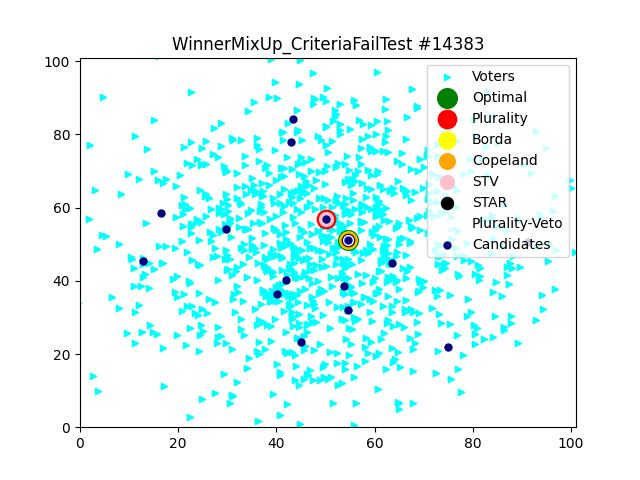 WinnerMixUp_CriteriaFailTest #14383
100
80
60
40
20
0
0
20
40
60
80
100
Voters
Optimal
Plurality
Borda
Copeland
STV
STAR
Plurality-Veto
Candidates